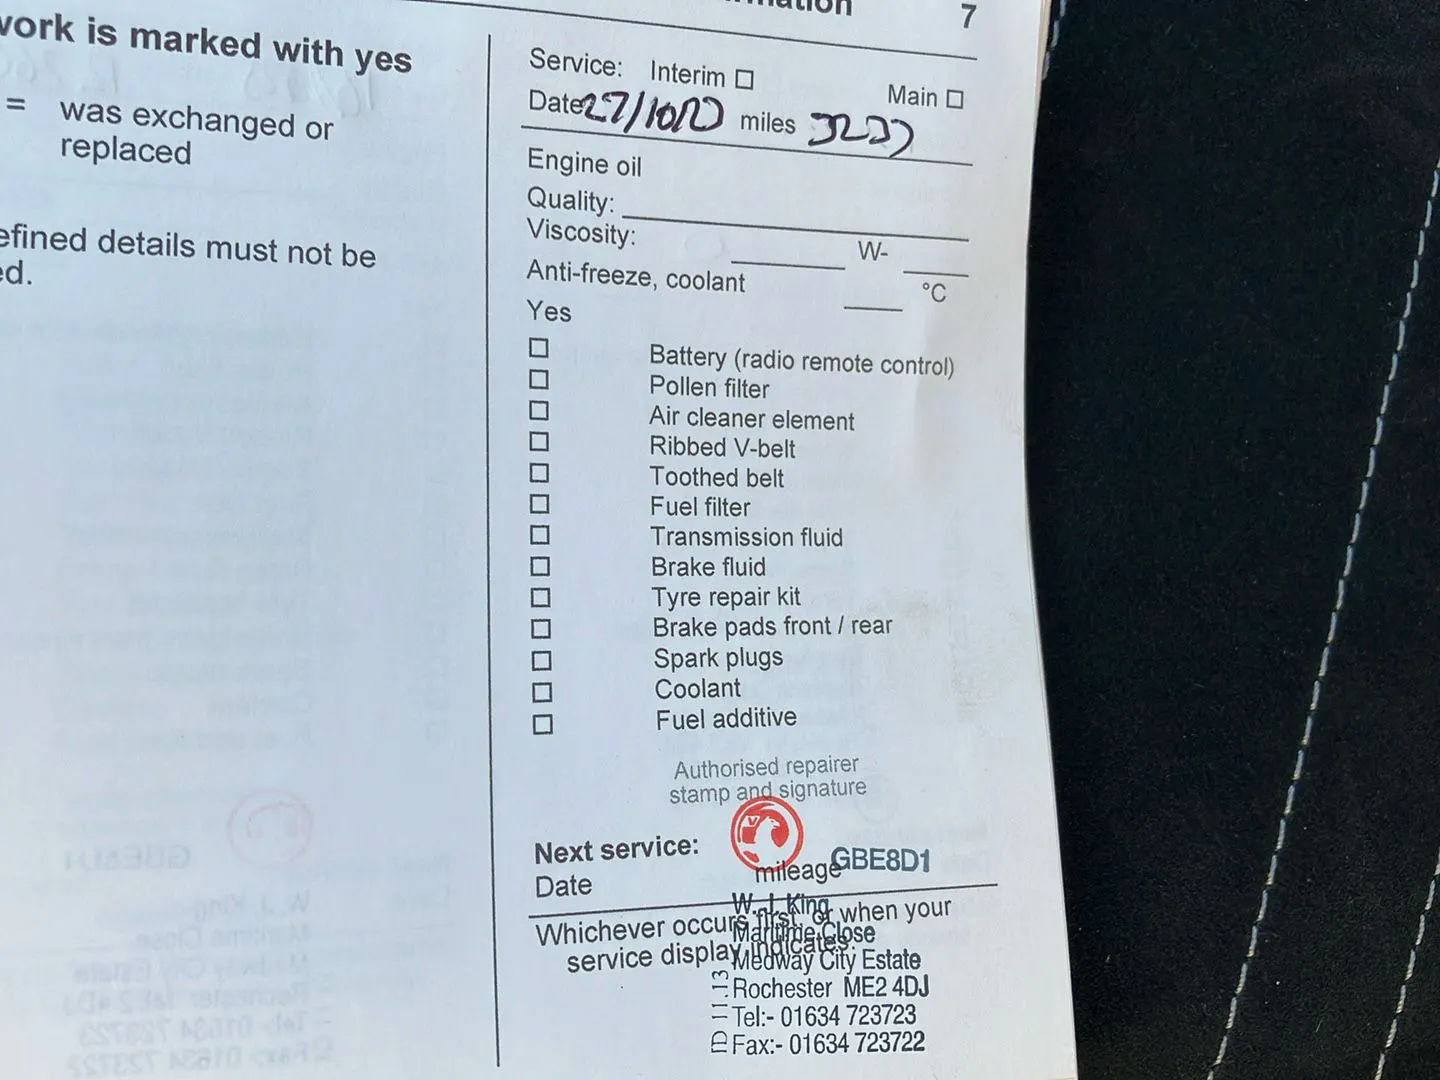 work is marked with yes
= was exchanged or
replaced
efined details must not be
ed.
mation 7
Service: Interim Main
Date 27/10/ miles
Engine oil
Quality:
Viscosity: W-
Anti-freeze, coolant °C
Yes
Battery (radio remote control)
Pollen filter
Air cleaner element
Ribbed V-belt
Toothed belt
Fuel filter
Transmission fluid
Brake fluid
Tyre repair kit
Brake pads front / rear
Spark plugs
Coolant
Fuel additive
Authorised repairer
stamp and signature
Next service:
Date mileage
GBE8D1
Whichever occurs first, or when your
service display indicates.
W. J. King
Maritime Close
Medway City Estate
Rochester ME2 4DJ
Tel:- 01634 723723
Fax:- 01634 723722